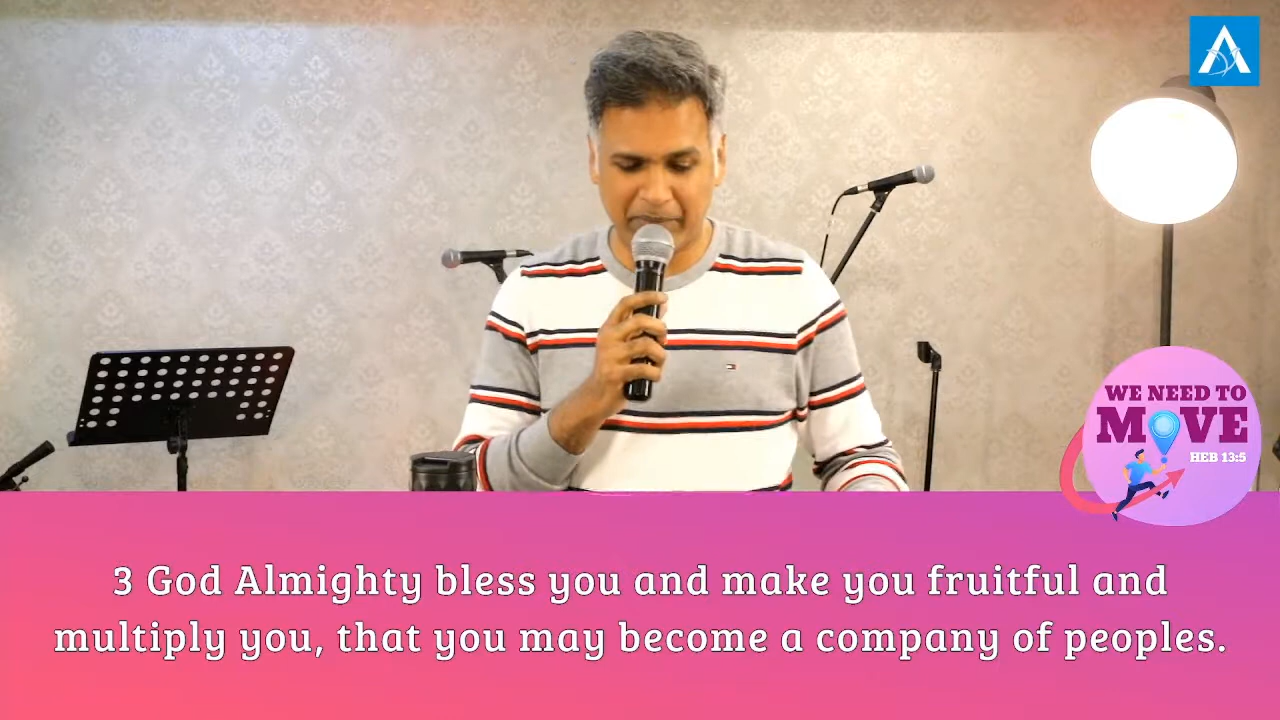 WE NEED TO
MOVE
HEB 13:5
3 God Almighty bless you and make you fruitful and
multiply you, that you may become a company of peoples.